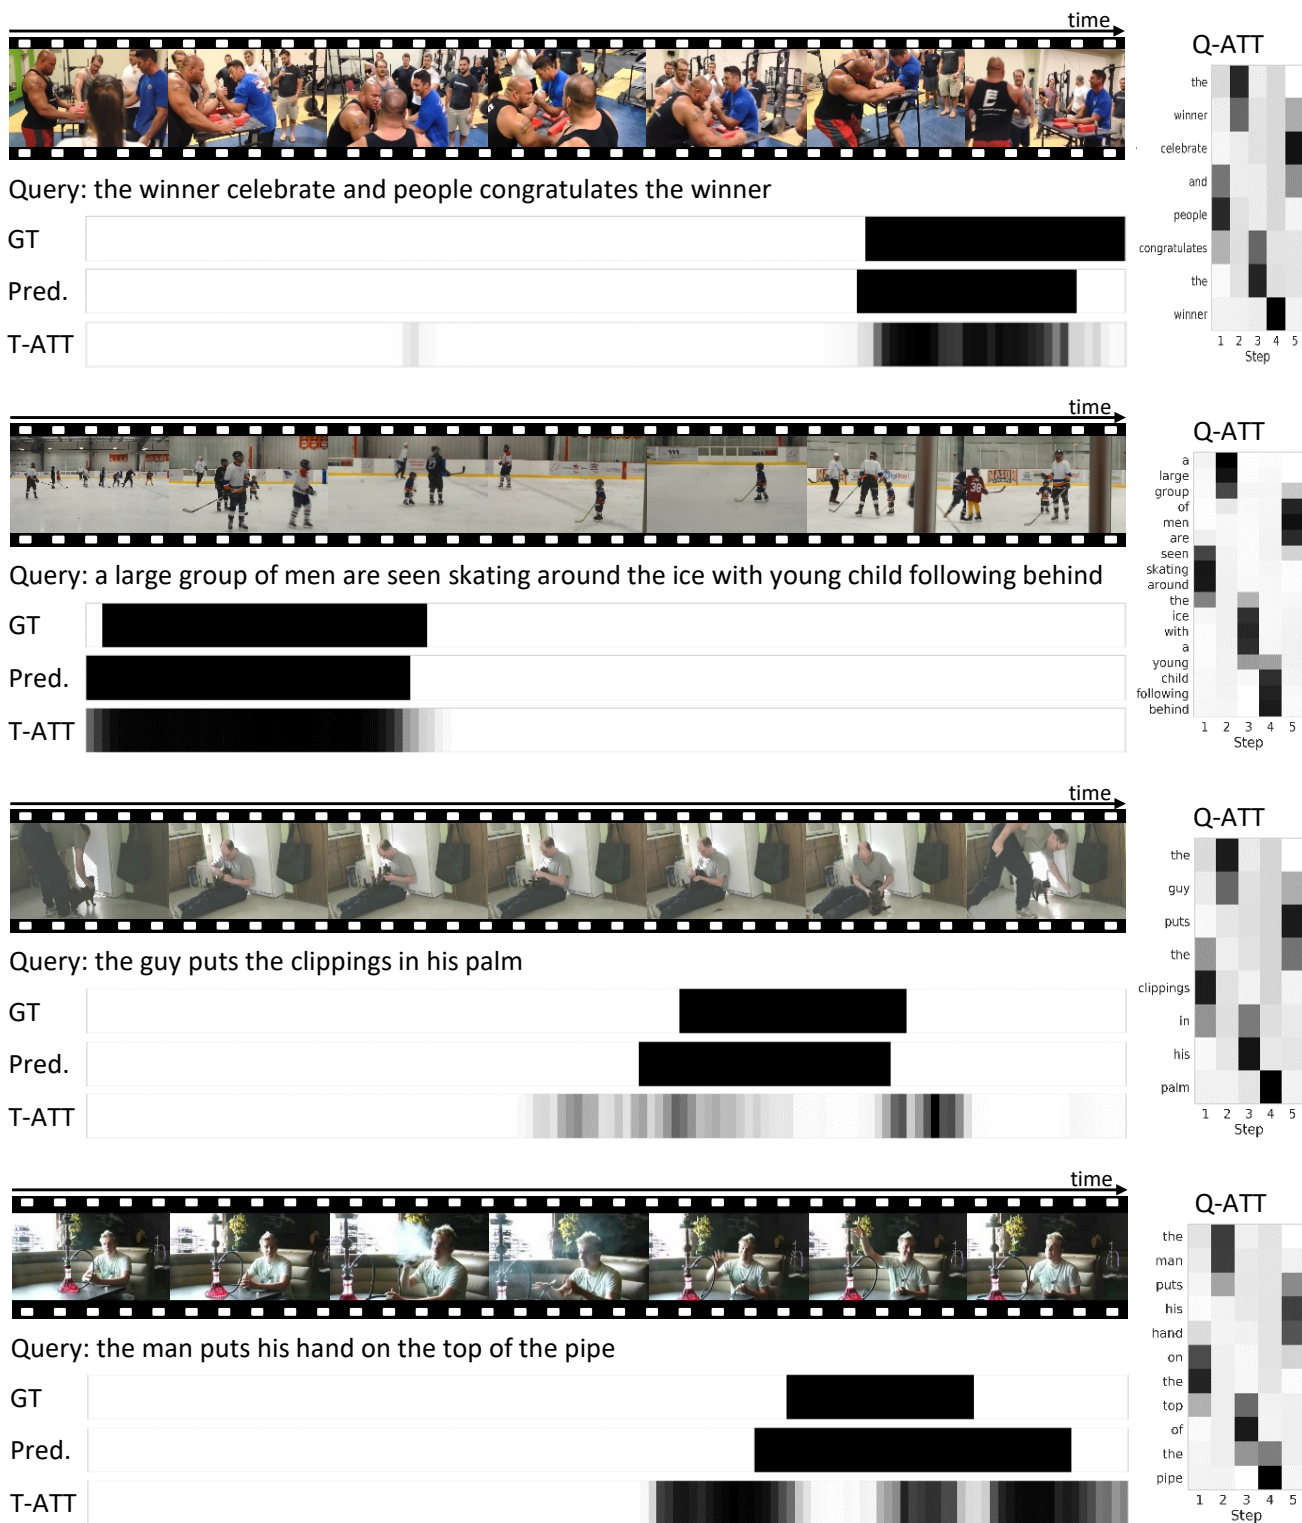 time
Q-ATT
the
winner
celebrate
and
people
congratulates
the
winner
1 2 3 4 5
Step
Query: the winner celebrate and people congratulates the winner
GT
Pred.
T-ATT
time
Q-ATT
a
large
group
of
men
are
seen
skating
around
the
ice
with
a
young
child
following
behind
1 2 3 4 5
Step
Query: a large group of men are seen skating around the ice with young child following behind
GT
Pred.
T-ATT
time
Q-ATT
the
guy
puts
the
clippings
in
his
palm
1 2 3 4 5
Step
Query: the guy puts the clippings in his palm
GT
Pred.
T-ATT
time
Q-ATT
the
man
puts
his
hand
on
the
top
of
the
pipe
1 2 3 4 5
Step
Query: the man puts his hand on the top of the pipe
GT
Pred.
T-ATT